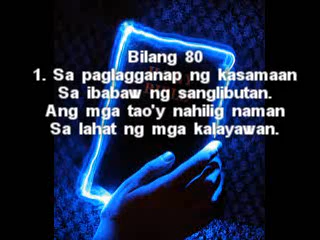 Bilang 80
1. Sa paglagganap ng kasamaan
Sa ibabaw ng sanglibutan.
Ang mga tao'y nahilig naman
Sa lahat ng mga kalayawan.